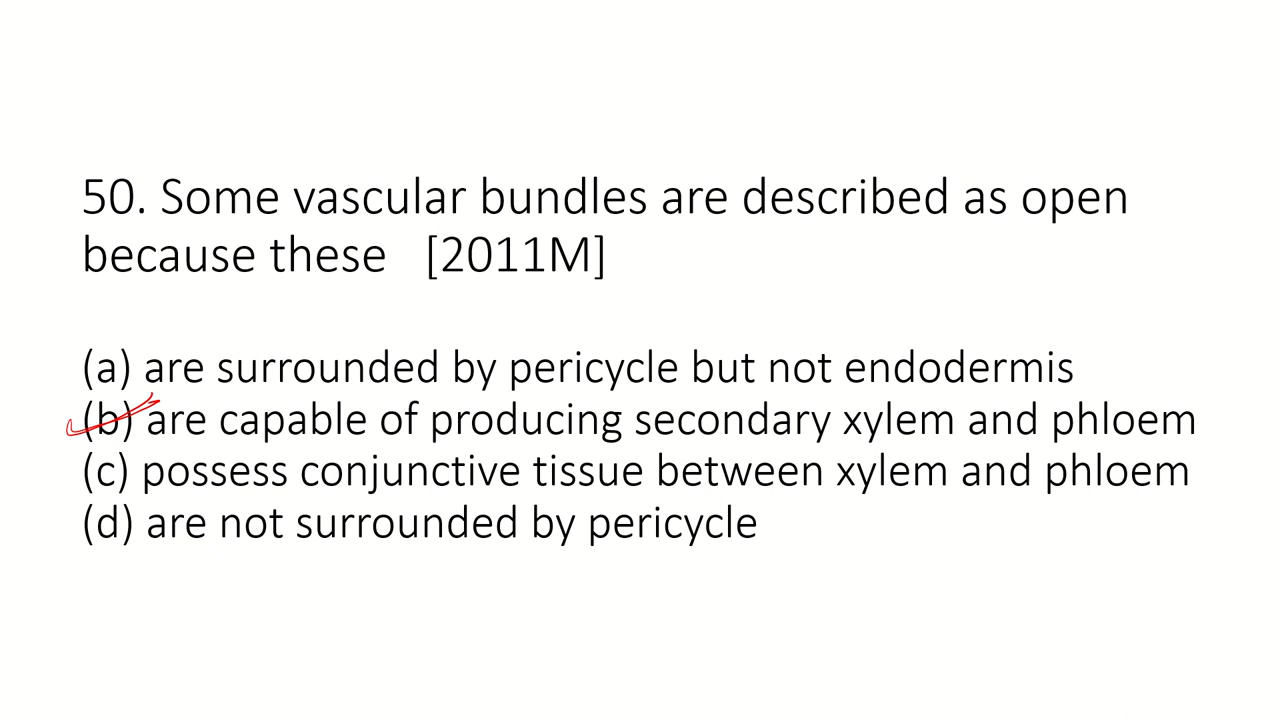 50. Some vascular bundles are described as open
because these [2011M]
(a) are surrounded by pericycle but not endodermis
(b) are capable of producing secondary xylem and phloem
(c) possess conjunctive tissue between xylem and phloem
(d) are not surrounded by pericycle